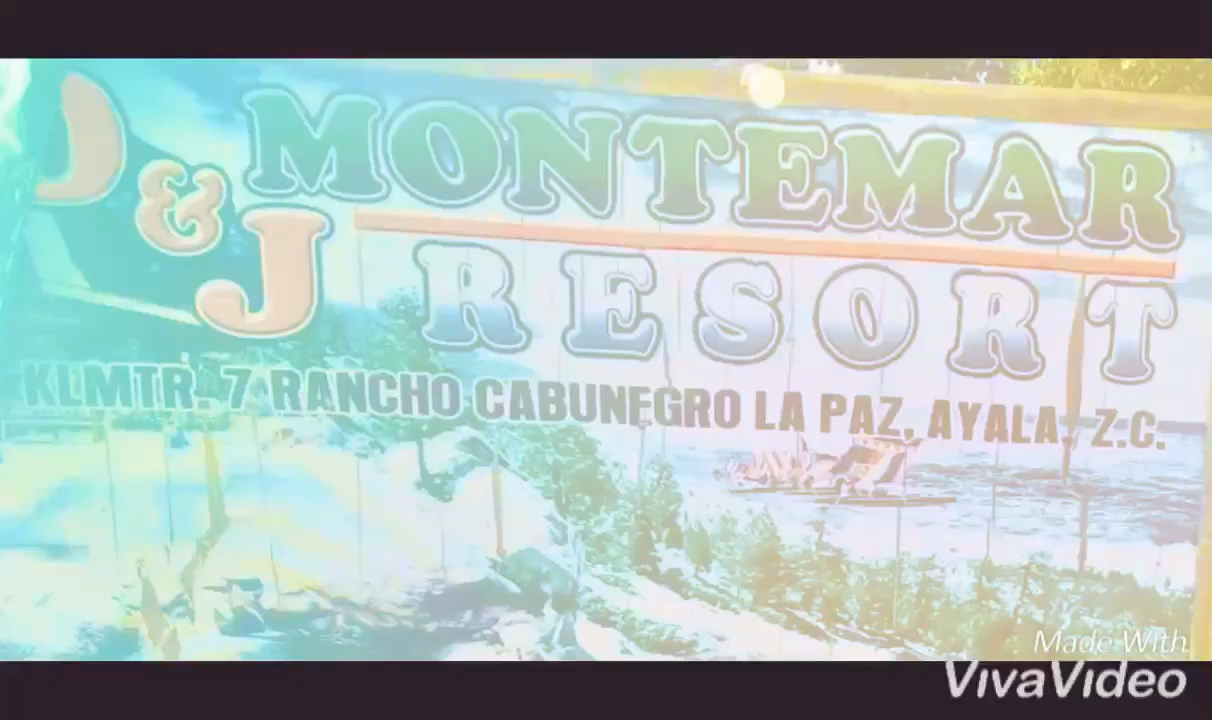 D & J MONTEMAR
RESORT
KLMTR. 7 RANCHO CABUNEGRO LA PAZ, AYALA, Z.C.
Made With
VivaVideo